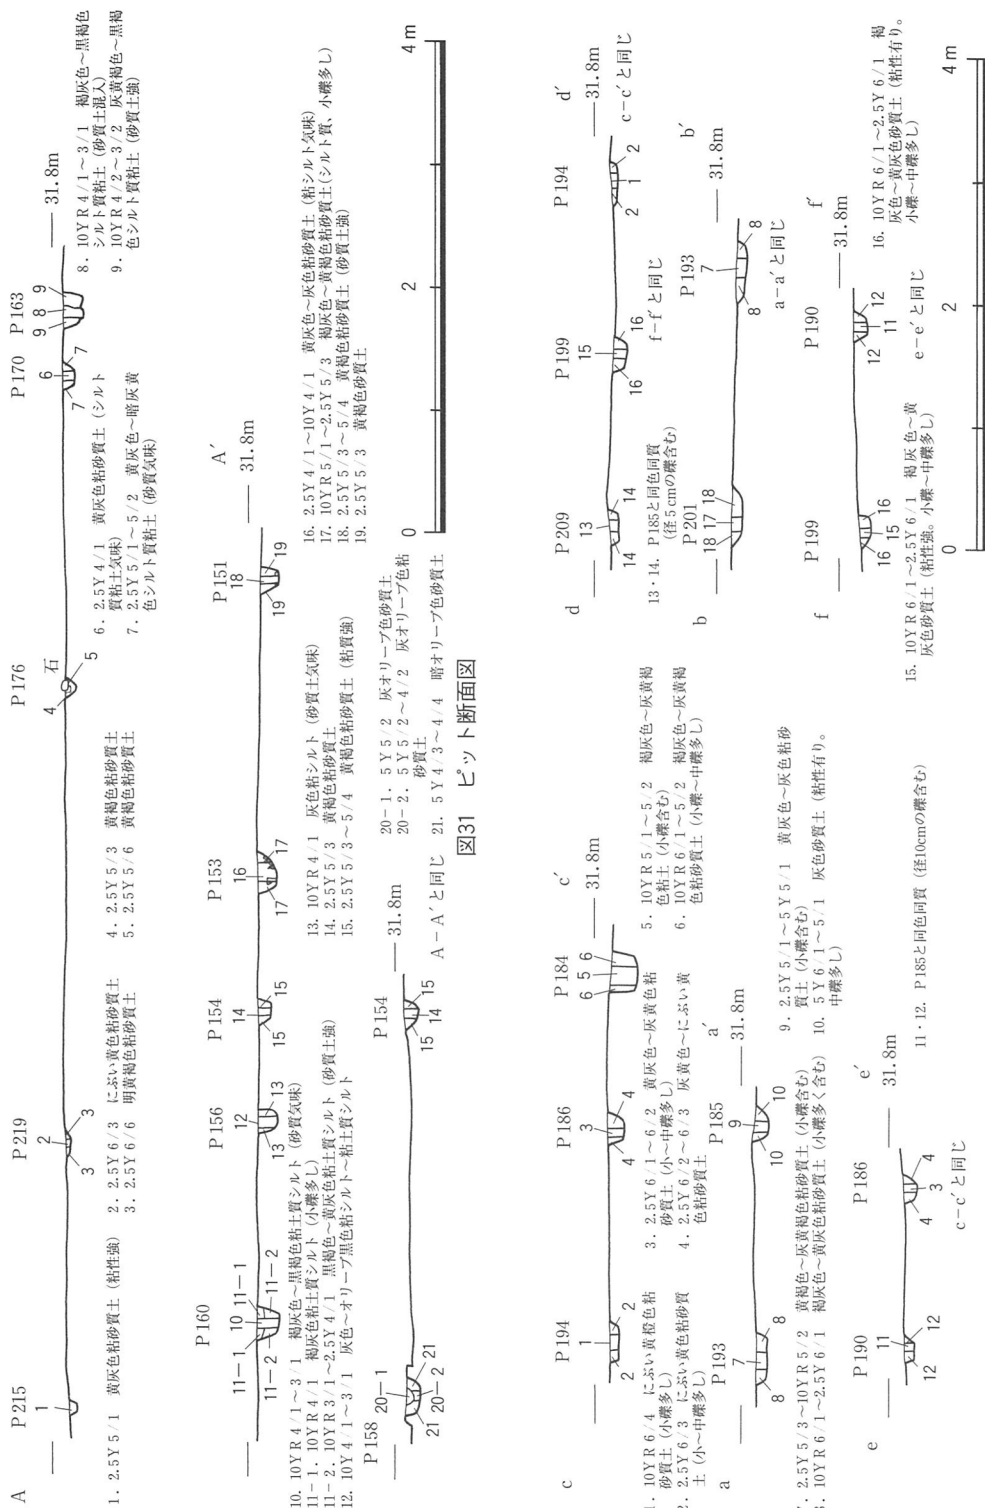 A
P215
P219
P176
P170 P163
31.8m
1
2
3 3
4 石 5
6
7 7
9 8 9
1. 2.5Y 5/1 黄灰色粘砂質土 (粘性強)
2. 2.5Y 6/3 にぶい黄色粘砂質土
3. 2.5Y 6/6 明黄褐色粘砂質土
4. 2.5Y 5/3 黄褐色粘砂質土
5. 2.5Y 5/6 黄褐色粘砂質土
6. 2.5Y 4/1 黄灰色粘砂質土 (シルト
質粘土気味)
7. 2.5Y 5/1~5/2 黄灰色~暗灰黄
色シルト質粘土 (砂質気味)
8. 10YR 4/1~3/1 褐灰色~黒褐色
シルト質粘土 (砂質土混入)
9. 10YR 4/2~3/2 灰黄褐色~黒褐
色シルト質粘土 (砂質土強)
P160
P156
P154
P153
P151
A′
31.8m
11-1 10 11-1
11-2 11-2
12
13 13
14
15 15
16
17 17
18
19 19
10. 10YR 4/1~3/1 褐灰色~黒褐色粘土質シルト (砂質気味)
11-1. 10YR 4/1 褐灰色粘土質シルト (小礫多し)
11-2. 10YR 3/1~2.5Y 4/1 黒褐色~黄灰色粘土質シルト (砂質土強)
12. 10Y 4/1~3/1 灰色~オリーブ黒色粘シルト~粘土質シルト
13. 10YR 4/1 灰色粘シルト (砂質土気味)
14. 2.5Y 5/3 黄褐色粘砂質土
15. 2.5Y 5/3~5/4 黄褐色粘砂質土 (粘質強)
16. 2.5Y 4/1~10Y 4/1 黄灰色~灰色粘砂質土 (粘シルト気味)
17. 10YR 5/1~2.5Y 5/3 褐灰色~黄褐色粘砂質土 (シルト質、小礫多し)
18. 2.5Y 5/3~5/4 黄褐色粘砂質土 (砂質土強)
19. 2.5Y 5/3 黄褐色砂質土
P158
P154
31.8m
20-1
21 20-2 21
15 14 15
A-A′と同じ
20-1. 5Y 5/2 灰オリーブ色砂質土
20-2. 5Y 5/2~4/2 灰オリーブ色粘
砂質土
21. 5Y 4/3~4/4 暗オリーブ色砂質土
0 2 4m
図31 ピット断面図
c
P194
P186
P184
c′
31.8m
1
2 2
3
4 4
6 5 6
1. 10YR 6/4 にぶい黄橙色粘
砂質土 (小礫多し)
2. 2.5Y 6/3 にぶい黄色粘砂質
土 (小~中礫多し)
3. 2.5Y 6/1~6/2 黄灰色~灰黄色粘
砂質土 (小~中礫多し)
4. 2.5Y 6/2~6/3 灰黄色~にぶい黄
色粘砂質土
5. 10YR 5/1~5/2 褐灰色~灰黄褐
色粘土 (小礫含む)
6. 10YR 6/1~5/2 褐灰色~灰黄褐
色粘砂質土 (小礫~中礫多し)
a
P193
P185
a′
31.8m
7
8 8
9
10 10
2.5Y 5/3~10YR 5/2 黄褐色~灰黄褐色粘砂質土 (小礫含む)
10YR 6/1~2.5Y 6/1 褐灰色~黄灰色粘砂質土 (小礫多く含む)
9. 2.5Y 5/1~5Y 5/1 黄灰色~灰色粘砂
質土 (小礫含む)
10. 5Y 6/1~5/1 灰色砂質土 (粘性有り。
中礫多し)
e
P190
P186
e′
31.8m
11
12 12
4 3 4
c-c′と同じ
11・12. P185と同色同質 (径10cmの礫含む)
d
P209
P199
P194
d′
31.8m
13
14 14
15
16 16
2 1 2
f-f′と同じ
c-c′と同じ
13・14. P185と同色同質
(径5cmの礫含む)
b
P201
P193
b′
31.8m
18 17 18
7
8 8
a-a′と同じ
f
P199
P190
f′
31.8m
16 15 16
12 11 12
e-e′と同じ
15. 10YR 6/1~2.5Y 6/1 褐灰色~黄
灰色砂質土 (粘性強。小礫~中礫多し)
16. 10YR 6/1~2.5Y 6/1 褐
灰色~黄灰色砂質土 (粘性有り。
小礫~中礫多し)
0 2 4m